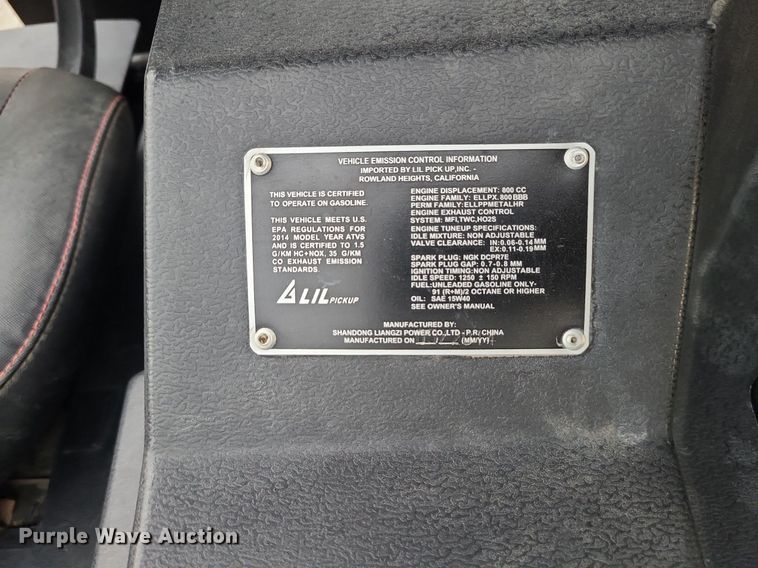 VEHICLE EMISSION CONTROL INFORMATION
IMPORTED BY LIL PICK UP,INC. -
ROWLAND HEIGHTS, CALIFORNIA
THIS VEHICLE IS CERTIFIED
TO OPERATE ON GASOLINE.
THIS VEHICLE MEETS U.S.
EPA REGULATIONS FOR
2014 MODEL YEAR ATVS
AND IS CERTIFIED TO 1.5
G/KM HC+NOX, 35 G/KM
CO EXHAUST EMISSION
STANDARDS.
LIL PICKUP
ENGINE DISPLACEMENT: 800 CC
ENGINE FAMILY: ELLPX.800BBB
PERM FAMILY:ELLPPMETALHR
ENGINE EXHAUST CONTROL
SYSTEM: MFI,TWC,HO2S
ENGINE TUNEUP SPECIFICATIONS:
IDLE MIXTURE: NON ADJUSTABLE
VALVE CLEARANCE: IN:0.06-0.14 MM
EX:0.11-0.19 MM
SPARK PLUG: NGK DCPR7E
SPARK PLUG GAP: 0.7-0.8 MM
IGNITION TIMING:NON ADJUSTABLE
IDLE SPEED: 1250 ± 150 RPM
FUEL:UNLEADED GASOLINE ONLY-
91 (R+M)/2 OCTANE OR HIGHER
OIL: SAE 15W40
SEE OWNER'S MANUAL
MANUFACTURED BY:
SHANDONG LIANGZI POWER CO.,LTD - P.R. CHINA
MANUFACTURED ON (MM/YY)
Purple Wave Auction